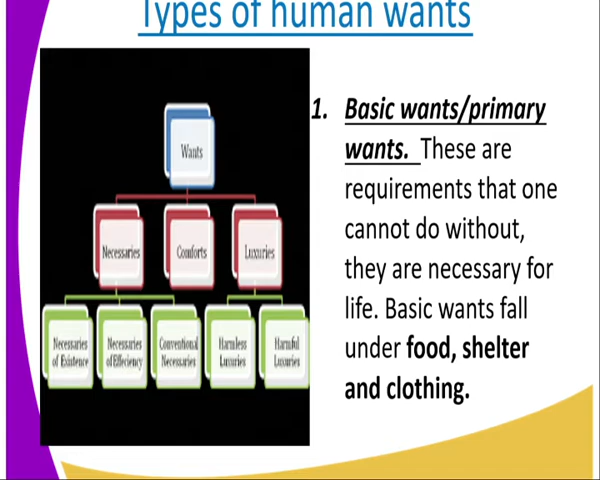 Types of human wants
Wants
Necessaries
Comforts
Luxuries
Necessaries
of Existence
Necessaries
of Effeciency
Conventional
Necessaries
Harmless
Luxuries
Harmful
Luxuries
1. Basic wants/primary
wants. These are
requirements that one
cannot do without,
they are necessary for
life. Basic wants fall
under food, shelter
and clothing.